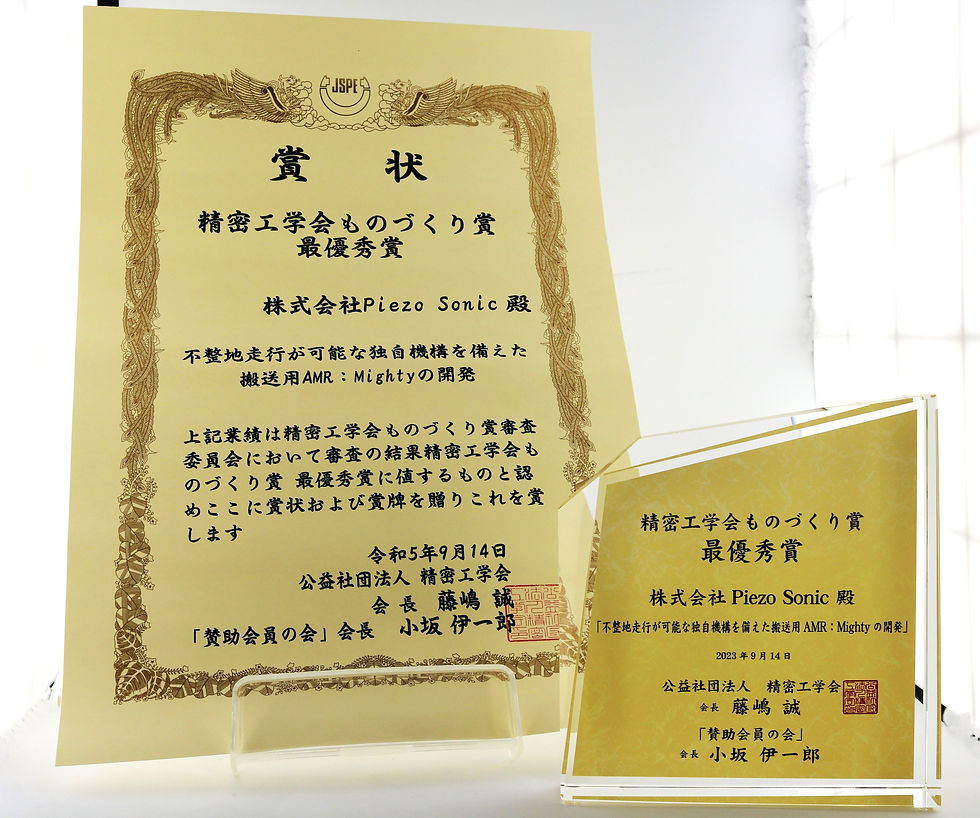 JSPE
賞 状
精密工学会ものづくり賞
最優秀賞
株式会社Piezo Sonic 殿
不整地走行が可能な独自機構を備えた
搬送用AMR：Mightyの開発
上記業績は精密工学会ものづくり賞審査
委員会において審査の結果精密工学会も
のづくり賞 最優秀賞に値するものと認
めここに賞状および賞牌を贈りこれを賞
します
令和5年9月14日
公益社団法人 精密工学会
会 長 藤嶋 誠
「賛助会員の会」会長 小坂 伊一郎
精密工学会ものづくり賞
最優秀賞
株式会社 Piezo Sonic 殿
「不整地走行が可能な独自機構を備えた搬送用 AMR：Mighty の開発」
2023 年 9 月 14 日
公益社団法人 精密工学会
会長 藤嶋 誠
「賛助会員の会」
会長 小坂 伊一郎